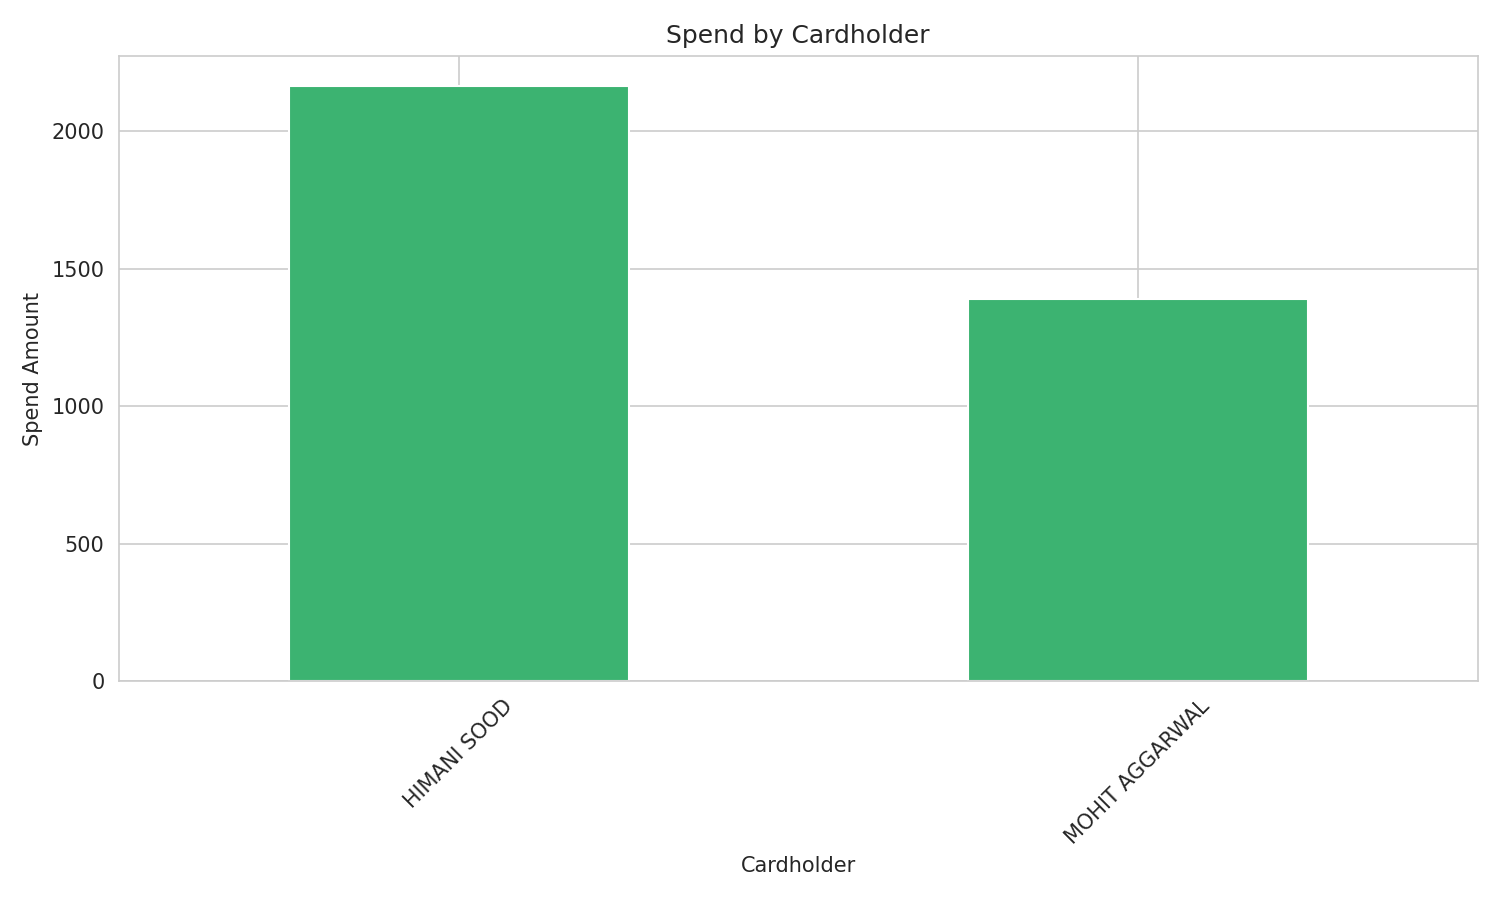 Spend by Cardholder
Spend Amount
2000
1500
1000
500
0
HIMANI SOOD
MOHIT AGGARWAL
Cardholder